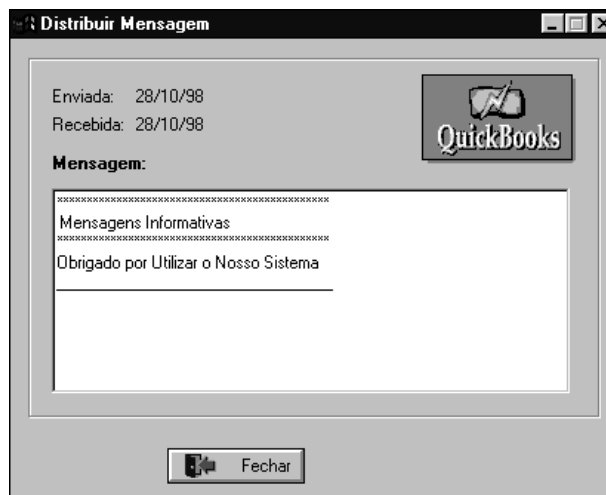 Distribuir Mensagem
Enviada: 28/10/98
Recebida: 28/10/98
QuickBooks
Mensagem:
************************************************
Mensagens Informativas
************************************************
Obrigado por Utilizar o Nosso Sistema
Fechar